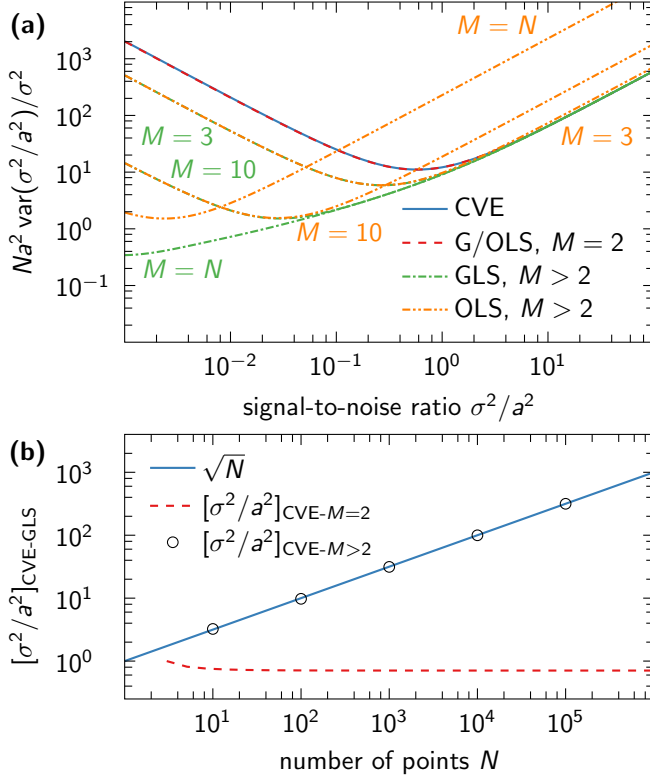 (a)
Na² var(σ²/a²)/σ²
10³
10²
10¹
10⁰
10⁻¹
M = N
M = 3
M = 10
M = 3
M = 10
M = N
CVE
G/OLS, M = 2
GLS, M > 2
OLS, M > 2
10⁻² 10⁻¹ 10⁰ 10¹
signal-to-noise ratio σ²/a²
(b)
[σ²/a²]CVE-GLS
10³
10²
10¹
10⁰
√N
[σ²/a²]CVE-M=2
[σ²/a²]CVE-M>2
10¹ 10² 10³ 10⁴ 10⁵
number of points N